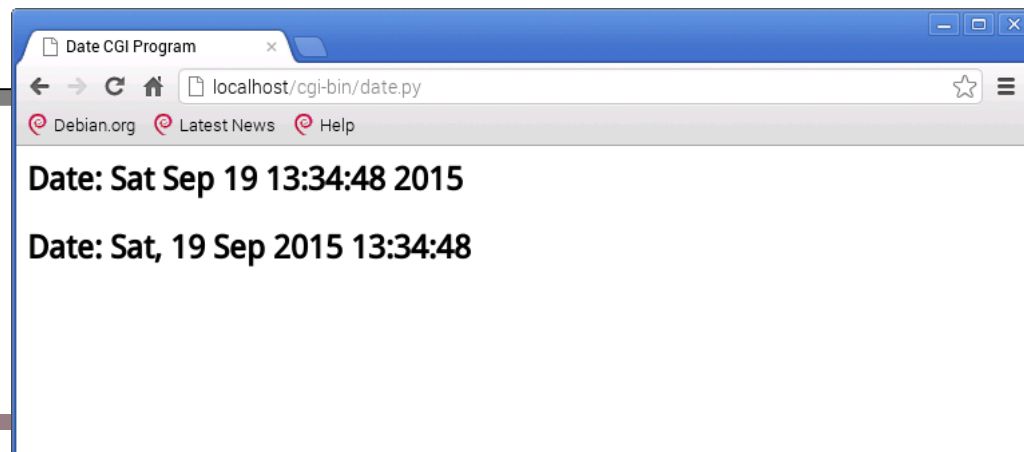 Date CGI Program
localhost/cgi-bin/date.py
Debian.org Latest News Help
Date: Sat Sep 19 13:34:48 2015
Date: Sat, 19 Sep 2015 13:34:48